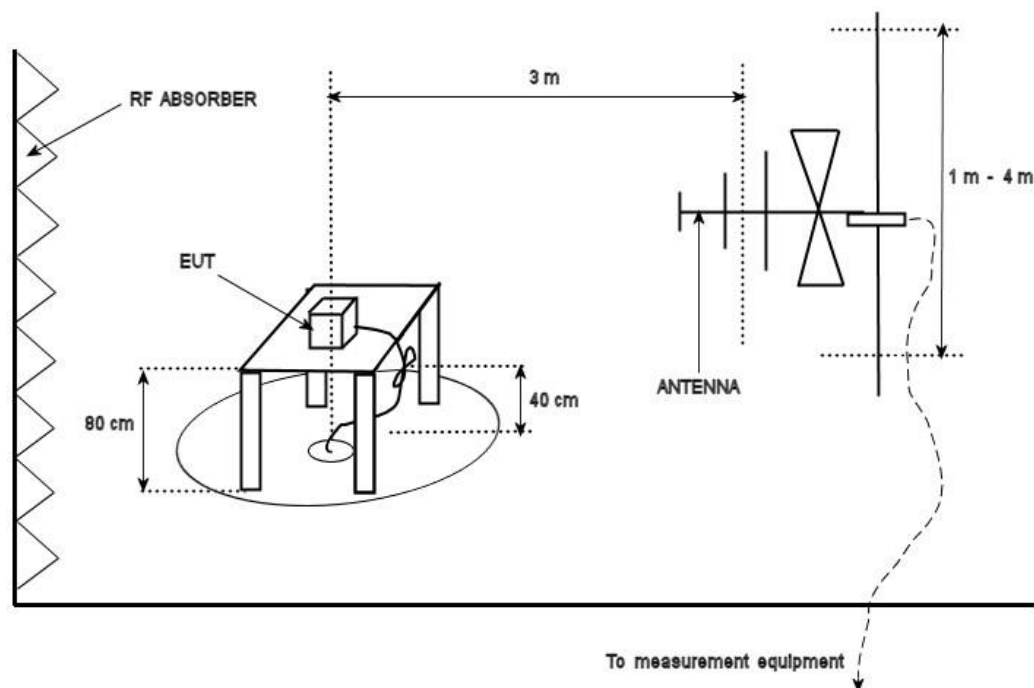 3 m
RF ABSORBER
1 m - 4 m
EUT
ANTENNA
80 cm
40 cm
To measurement equipment